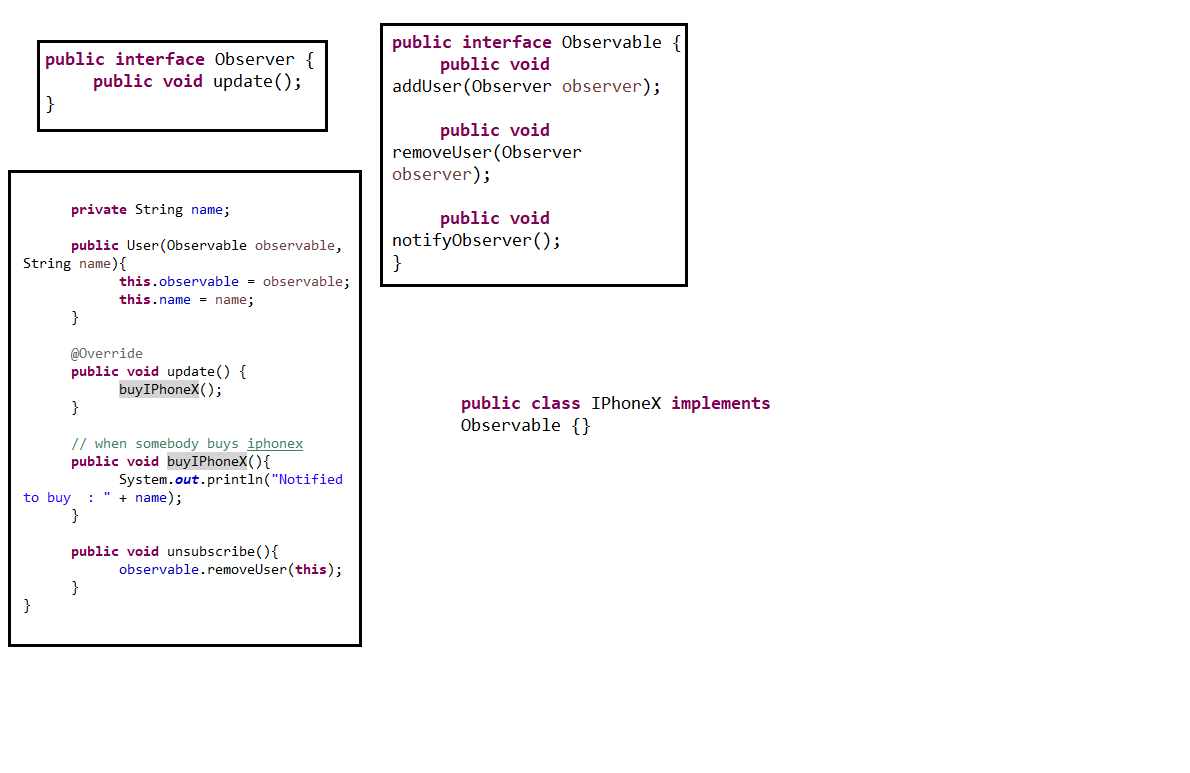 public interface Observer {
public void update();
}
public interface Observable {
public void
addUser(Observer observer);
public void
removeUser(Observer
observer);
public void
notifyObserver();
}
private String name;
public User(Observable observable,
String name){
this.observable = observable;
this.name = name;
}
@Override
public void update() {
buyIPhoneX();
}
// when somebody buys iphonex
public void buyIPhoneX(){
System.out.println("Notified
to buy  : " + name);
}
public void unsubscribe(){
observable.removeUser(this);
}
}
public class IPhoneX implements
Observable {}